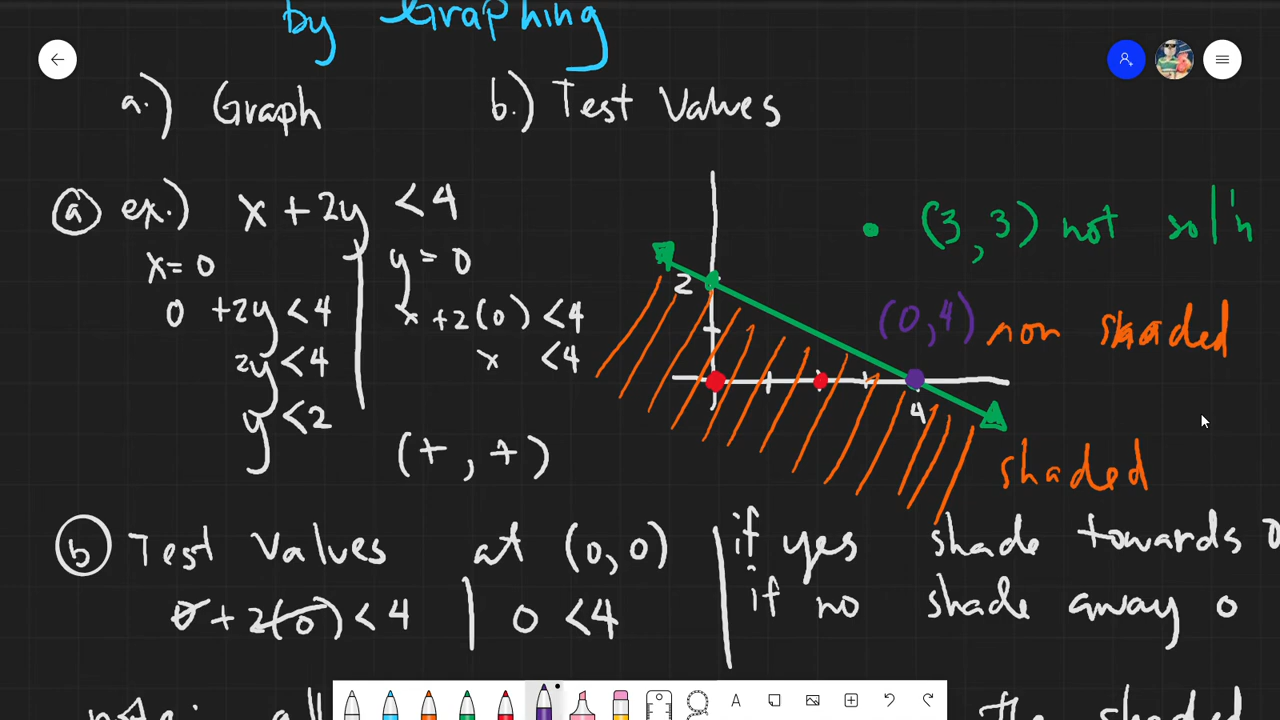 by Graphing
a.) Graph
b.) Test Values
a ex.) x + 2y < 4
x = 0
0 + 2y < 4
2y < 4
y < 2
y = 0
x + 2(0) < 4
x < 4
(+, +)
2
4
(3, 3) not sol'n
(0, 4) non shaded
shaded
b Test values at (0, 0)
0 + 2(0) < 4 | 0 < 4
if yes shade towards 0
if no shade away 0
the shaded
A